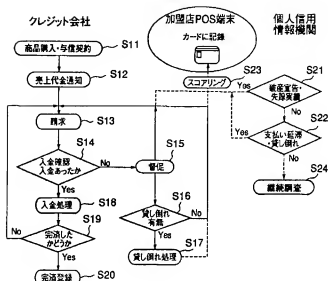 クレジット会社
加盟店POS端末
カードに記録
個人信用
情報機関
S11
商品購入・与信契約
S12
売上代金通知
S13
請求
S14
入金確認
入金あったか
No
Yes
S15
督促
S16
貸し倒れ
有無
No
Yes
S17
貸し倒れ処理
S18
入金処理
S19
完済した
かどうか
No
Yes
S20
完済登録
S23
スコアリング
S21
破産宣告・
失踪実績
Yes
No
S22
支払い延滞
・貸し倒れ
Yes
No
S24
継続調査